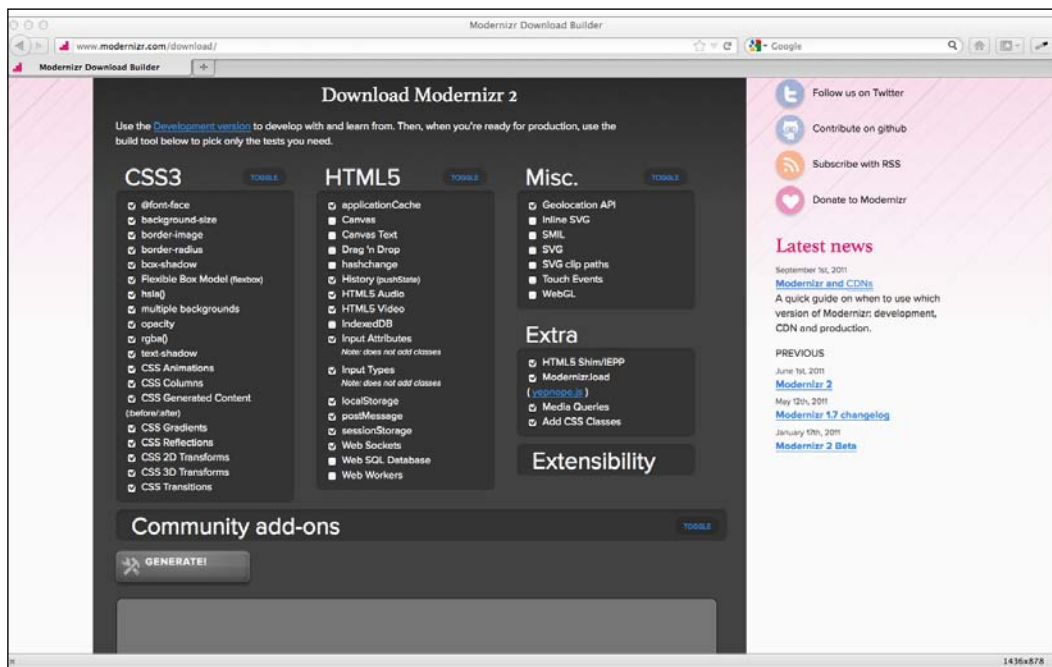 Modernizr Download Builder
www.modernizr.com/download/
Google
Modernizr Download Builder
Download Modernizr 2
Use the Development version to develop with and learn from. Then, when you're ready for production, use the
build tool below to pick only the tests you need.
CSS3
TOGGLE
@font-face
background-size
border-image
border-radius
box-shadow
Flexible Box Model (flexbox)
hsla()
multiple backgrounds
opacity
rgba()
text-shadow
CSS Animations
CSS Columns
CSS Generated Content
(:before/:after)
CSS Gradients
CSS Reflections
CSS 2D Transforms
CSS 3D Transforms
CSS Transitions
HTML5
TOGGLE
applicationCache
Canvas
Canvas Text
Drag 'n Drop
hashchange
History (pushState)
HTML5 Audio
HTML5 Video
IndexedDB
Input Attributes
Note: does not add classes
Input Types
Note: does not add classes
localStorage
postMessage
sessionStorage
Web Sockets
Web SQL Database
Web Workers
Misc.
TOGGLE
Geolocation API
Inline SVG
SMIL
SVG
SVG clip paths
Touch Events
WebGL
Extra
HTML5 Shim/IEPP
Modernizr.load
(yepnope.js)
Media Queries
Add CSS Classes
Extensibility
Community add-ons
TOGGLE
GENERATE!
Follow us on Twitter
Contribute on github
Subscribe with RSS
Donate to Modernizr
Latest news
September 1st, 2011
Modernizr and CDNs
A quick guide on when to use which
version of Modernizr: development,
CDN and production.
PREVIOUS
June 1st, 2011
Modernizr 2
May 12th, 2011
Modernizr 1.7 changelog
January 17th, 2011
Modernizr 2 Beta
1436x878